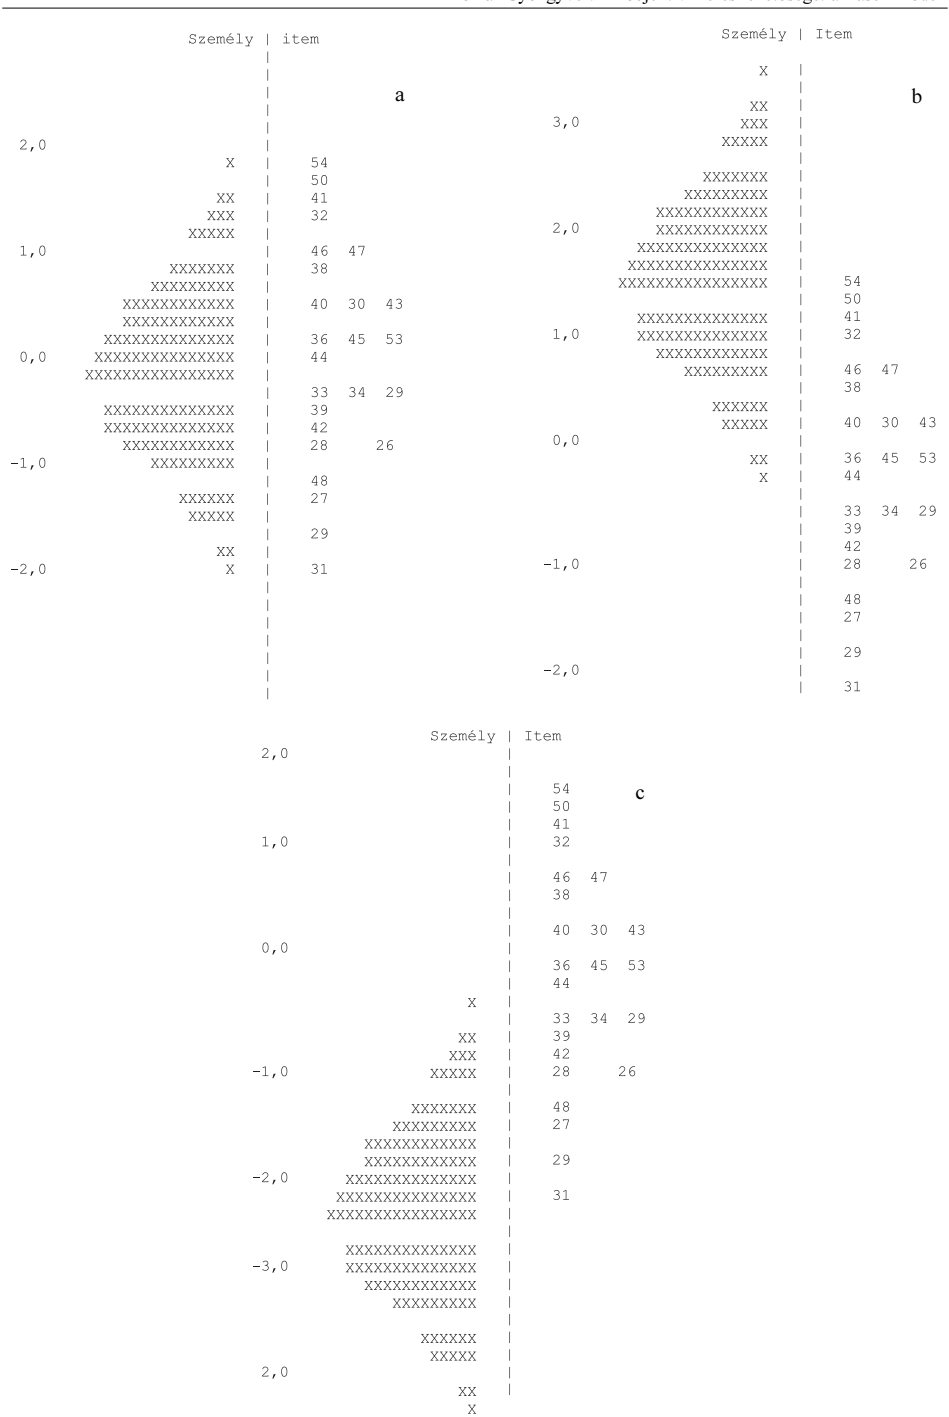 Személy | item
a
2,0
X | 54
| 50
XX | 41
XXX | 32
XXXXX |
1,0 | 46 47
XXXXXXX | 38
XXXXXXXXX |
XXXXXXXXXXXX | 40 30 43
XXXXXXXXXXXX |
XXXXXXXXXXXXXX | 36 45 53
0,0 XXXXXXXXXXXXXXX | 44
XXXXXXXXXXXXXXXX |
| 33 34 29
XXXXXXXXXXXXXX | 39
XXXXXXXXXXXXXX | 42
XXXXXXXXXXXX | 28 26
-1,0 XXXXXXXXX |
| 48
XXXXXX | 27
XXXXX |
| 29
XX |
-2,0 X | 31
Személy | Item
X |
b
XX |
3,0 XXX |
XXXXX |
XXXXXXX |
XXXXXXXXX |
XXXXXXXXXXXX |
2,0 XXXXXXXXXXXX |
XXXXXXXXXXXXXX |
XXXXXXXXXXXXXXX |
XXXXXXXXXXXXXXXX | 54
| 50
XXXXXXXXXXXXXX | 41
1,0 XXXXXXXXXXXXXX | 32
XXXXXXXXXXXX |
XXXXXXXXX | 46 47
| 38
XXXXXX |
XXXXX | 40 30 43
0,0 |
XX | 36 45 53
X | 44
| 33 34 29
| 39
| 42
-1,0 | 28 26
| 48
| 27
| 29
-2,0 |
| 31
Személy | Item
2,0 |
| 54
c
| 50
| 41
1,0 | 32
| 46 47
| 38
| 40 30 43
0,0 |
| 36 45 53
| 44
X |
| 33 34 29
XX | 39
XXX | 42
-1,0 XXXXX | 28 26
XXXXXXX | 48
XXXXXXXXX | 27
XXXXXXXXXXXX |
XXXXXXXXXXXX | 29
-2,0 XXXXXXXXXXXXXX |
XXXXXXXXXXXXXXX | 31
XXXXXXXXXXXXXXXX |
XXXXXXXXXXXXXX |
-3,0 XXXXXXXXXXXXXX |
XXXXXXXXXXXX |
XXXXXXXXX |
XXXXXX |
XXXXX |
2,0 |
XX |
X